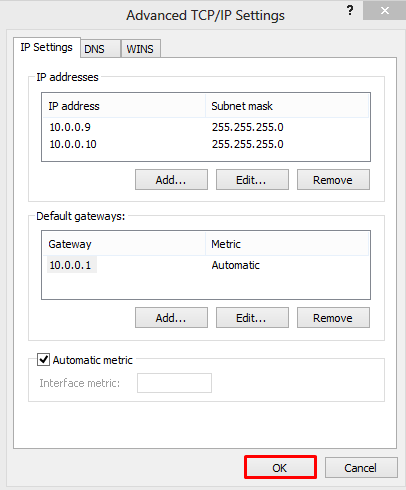 Advanced TCP/IP Settings ? ×
IP Settings DNS WINS
IP addresses
IP address Subnet mask
10.0.0.9 255.255.255.0
10.0.0.10 255.255.255.0
Add... Edit... Remove
Default gateways:
Gateway Metric
10.0.0.1 Automatic
Add... Edit... Remove
Automatic metric
Interface metric:
OK Cancel